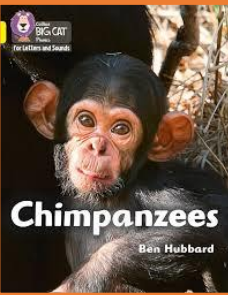 Collins
BIG CAT
Phonics
for Letters and Sounds
Chimpanzees
Ben Hubbard